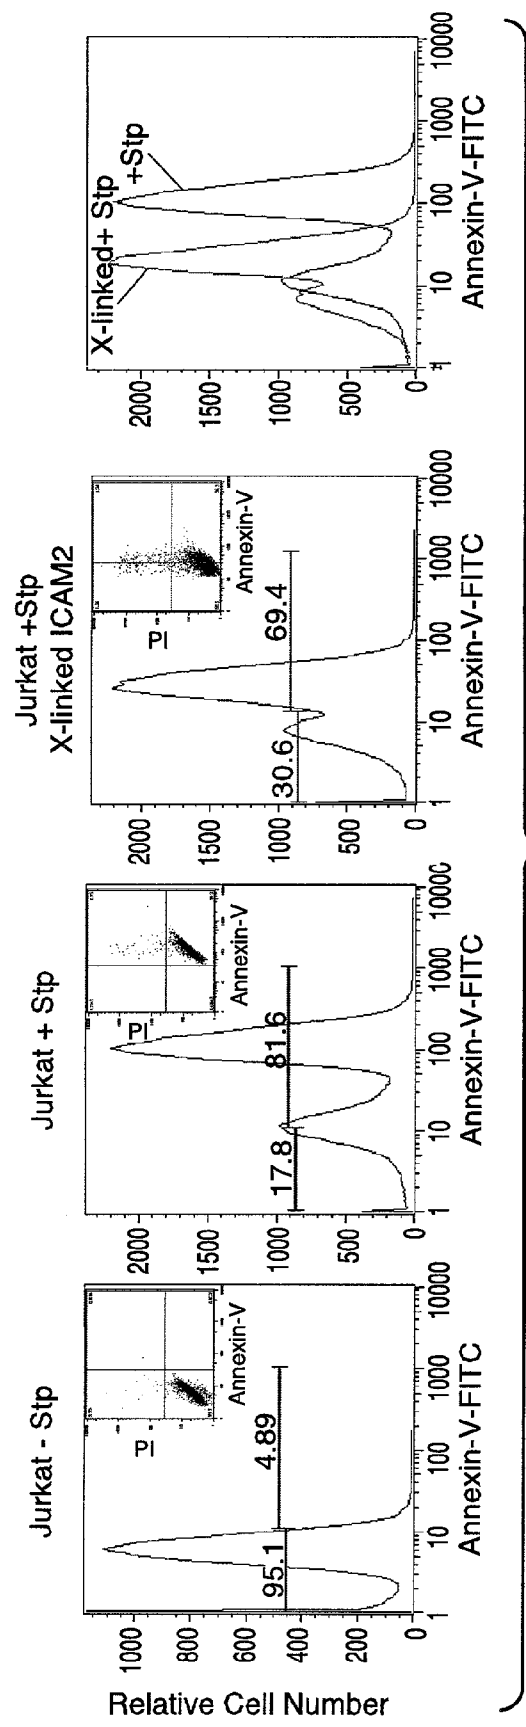 Relative Cell Number
Jurkat - Stp
1000
800
600
400
200
0
95.1
4.89
PI
Annexin-V
1
10
100
1000
10000
Annexin-V-FITC
Jurkat + Stp
2000
1500
1000
500
0
17.8
81.6
PI
Annexin-V
1
10
100
1000
10000
Annexin-V-FITC
Jurkat +Stp
X-linked ICAM2
2000
1500
1000
500
0
30.6
69.4
PI
Annexin-V
1
10
100
1000
10000
Annexin-V-FITC
X-linked+ Stp
+Stp
2000
1500
1000
500
0
1
10
100
1000
10000
Annexin-V-FITC